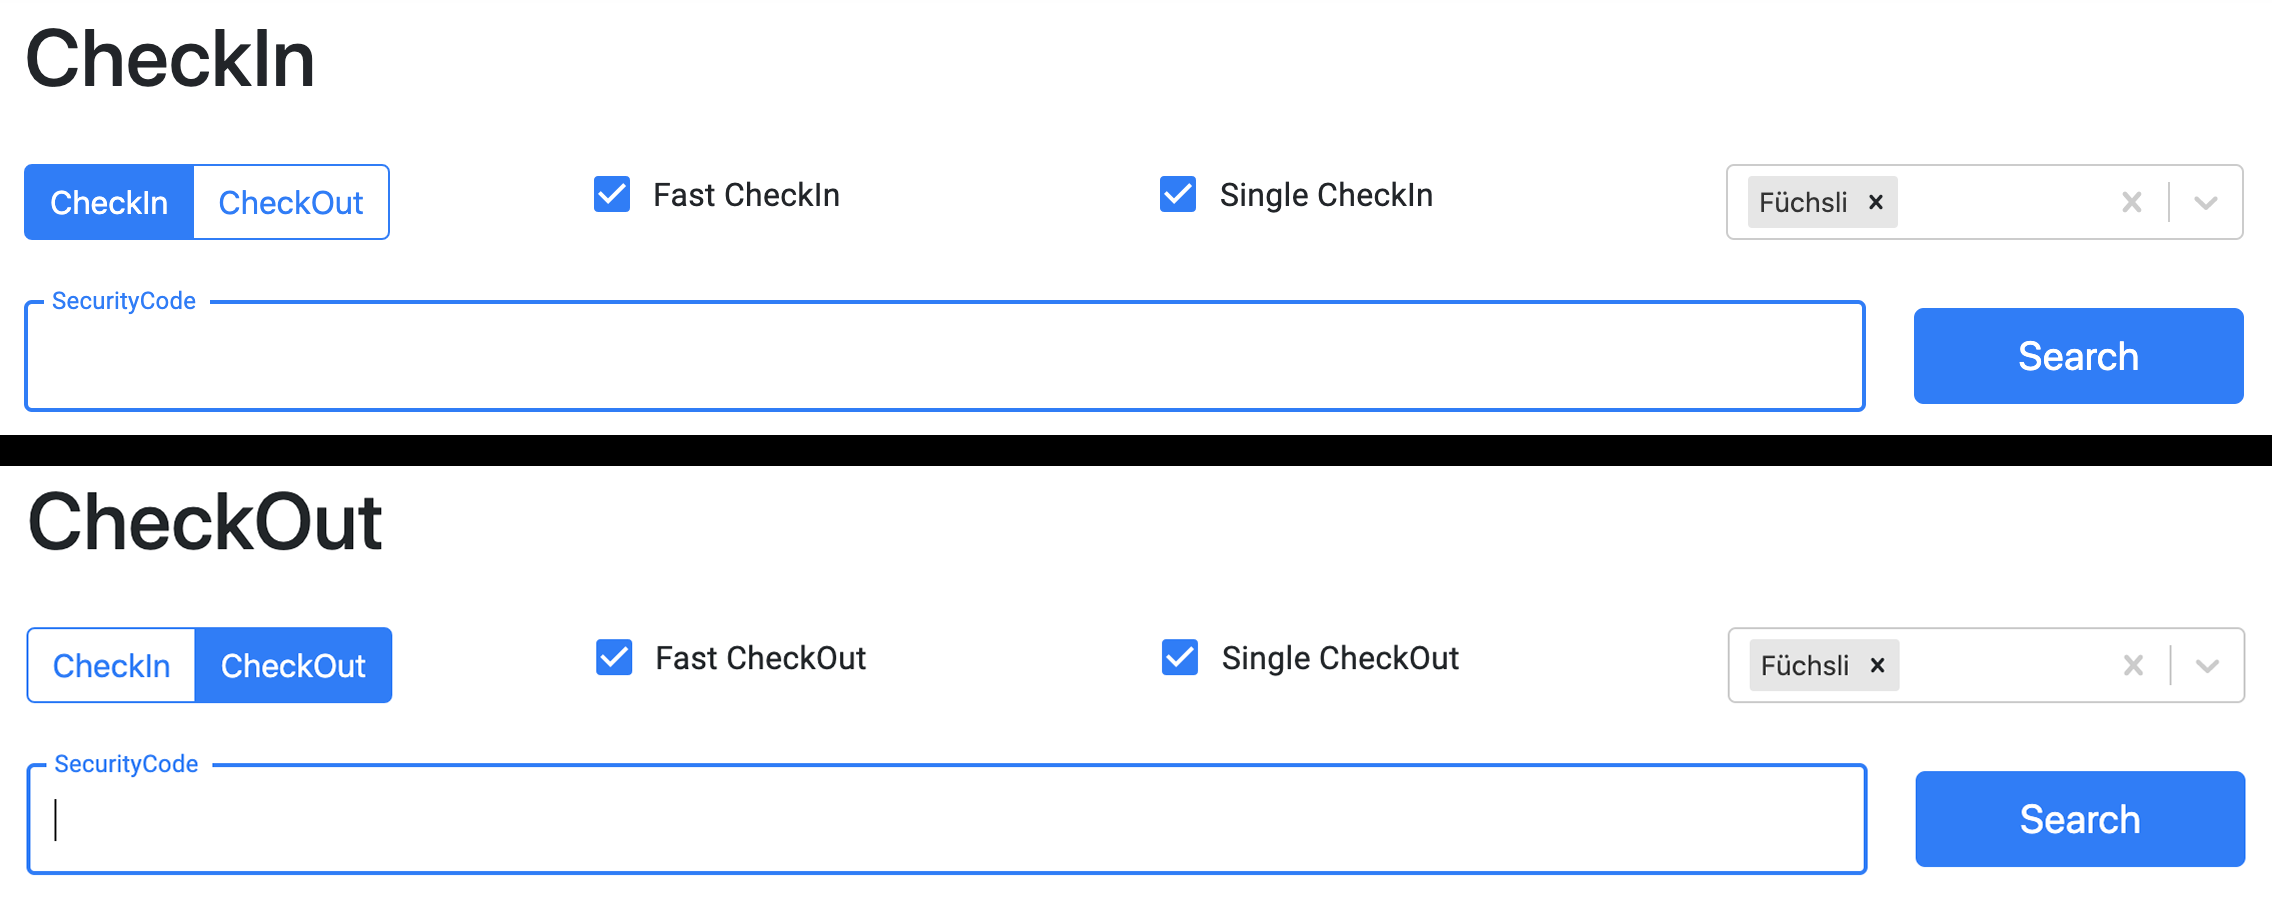 CheckIn
CheckIn CheckOut Fast CheckIn Single CheckIn Füchsli
SecurityCode
Search
CheckOut
CheckIn CheckOut Fast CheckOut Single CheckOut Füchsli
SecurityCode
Search